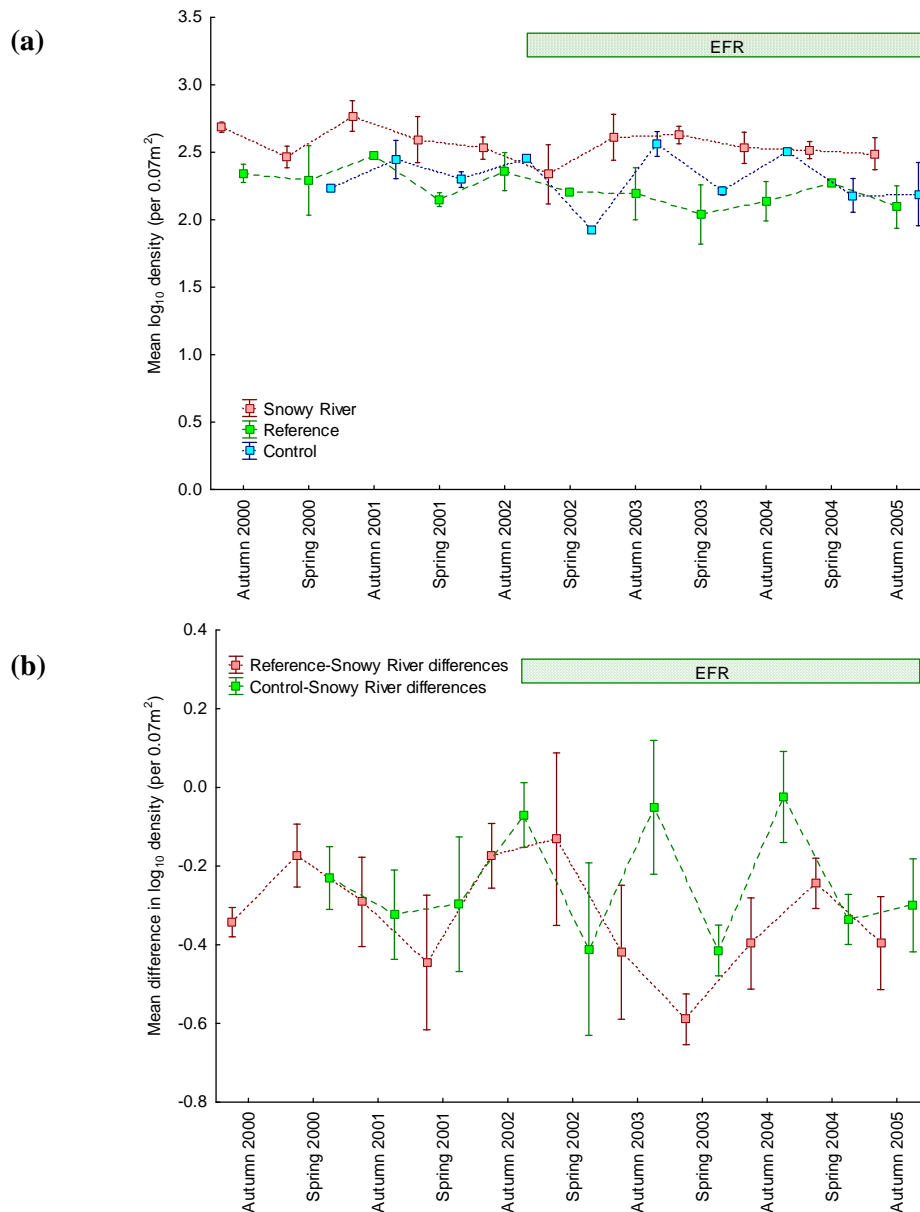 (a)
3.5
3.0
2.5
2.0
1.5
1.0
0.5
0.0
Mean log10 density (per 0.07m2)
EFR
Snowy River
Reference
Control
Autumn 2000
Spring 2000
Autumn 2001
Spring 2001
Autumn 2002
Spring 2002
Autumn 2003
Spring 2003
Autumn 2004
Spring 2004
Autumn 2005
(b)
0.4
0.2
0.0
-0.2
-0.4
-0.6
-0.8
Mean difference in log10 density (per 0.07m2)
Reference-Snowy River differences
Control-Snowy River differences
EFR
Autumn 2000
Spring 2000
Autumn 2001
Spring 2001
Autumn 2002
Spring 2002
Autumn 2003
Spring 2003
Autumn 2004
Spring 2004
Autumn 2005